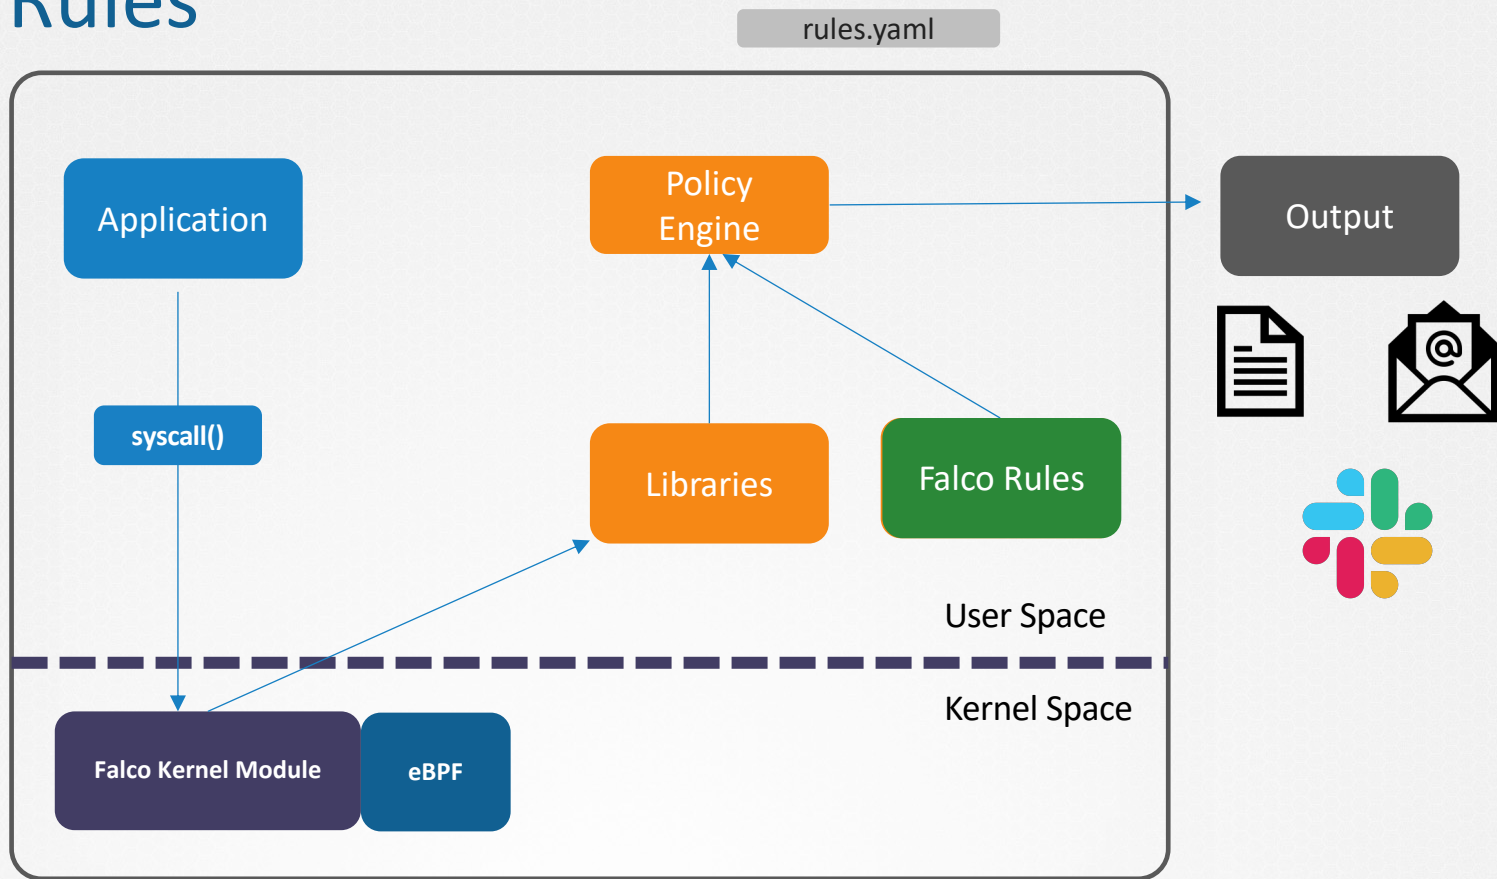 Rules
rules.yaml
Application
Policy
Engine
Output
syscall()
Libraries
Falco Rules
User Space
Kernel Space
Falco Kernel Module
eBPF